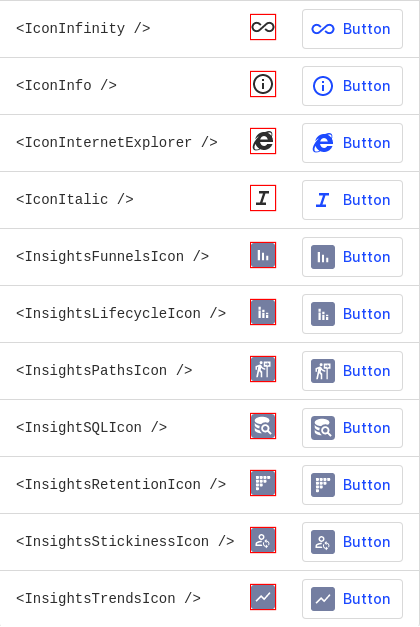 <IconInfinity /> Button
<IconInfo /> Button
<IconInternetExplorer /> Button
<IconItalic /> Button
<InsightsFunnelsIcon /> Button
<InsightsLifecycleIcon /> Button
<InsightsPathsIcon /> Button
<InsightSQLIcon /> Button
<InsightsRetentionIcon /> Button
<InsightsStickinessIcon /> Button
<InsightsTrendsIcon /> Button